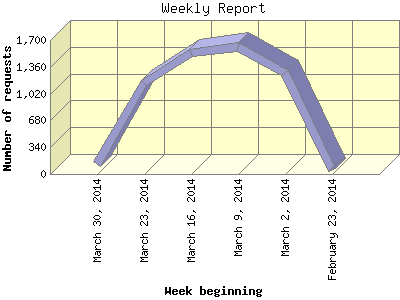 Weekly Report
Number of requests
1,700
1,360
1,020
680
340
0
March 30, 2014
March 23, 2014
March 16, 2014
March 9, 2014
March 2, 2014
February 23, 2014
Week beginning